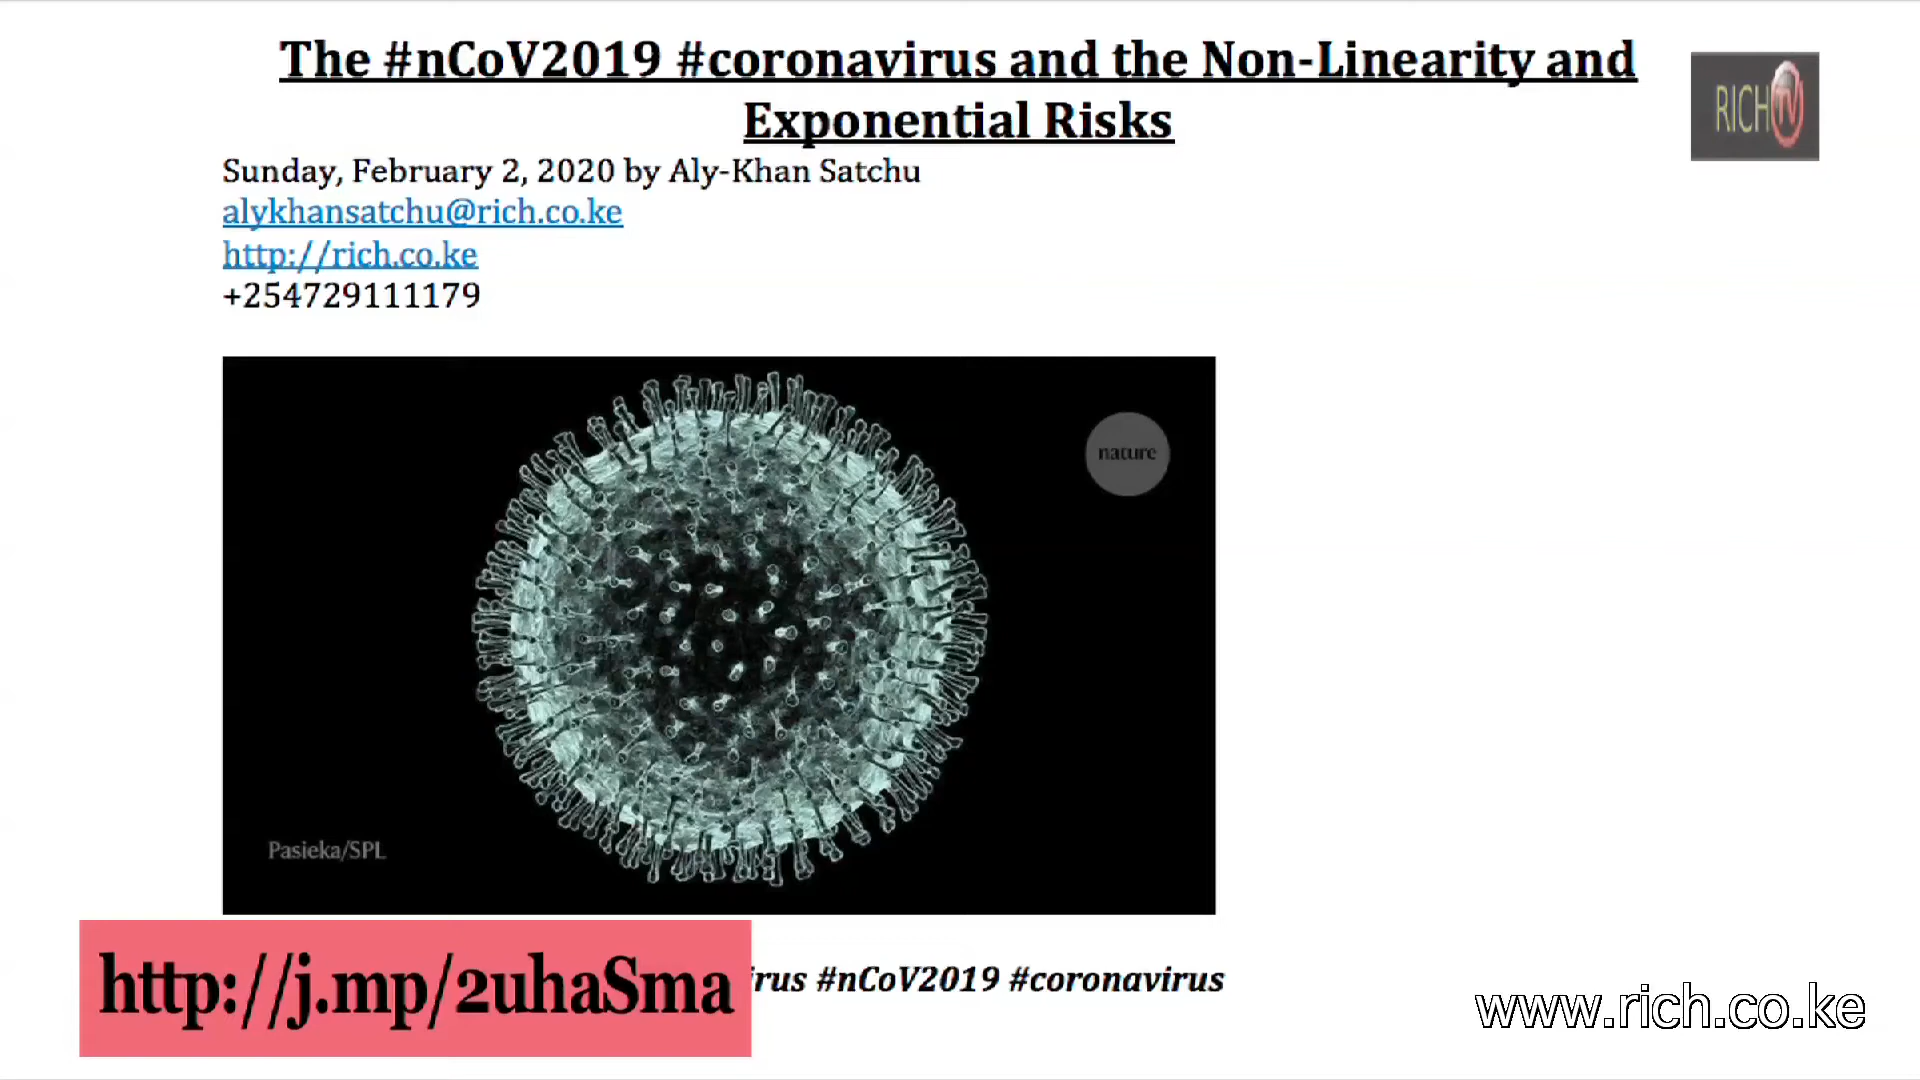 The #nCoV2019 #coronavirus and the Non-Linearity and
Exponential Risks
RICH TV
Sunday, February 2, 2020 by Aly-Khan Satchu
alykhansatchu@rich.co.ke
http://rich.co.ke
+254729111179
nature
Pasieka/SPL
http://j.mp/2uhaSma
irus #nCoV2019 #coronavirus
www.rich.co.ke